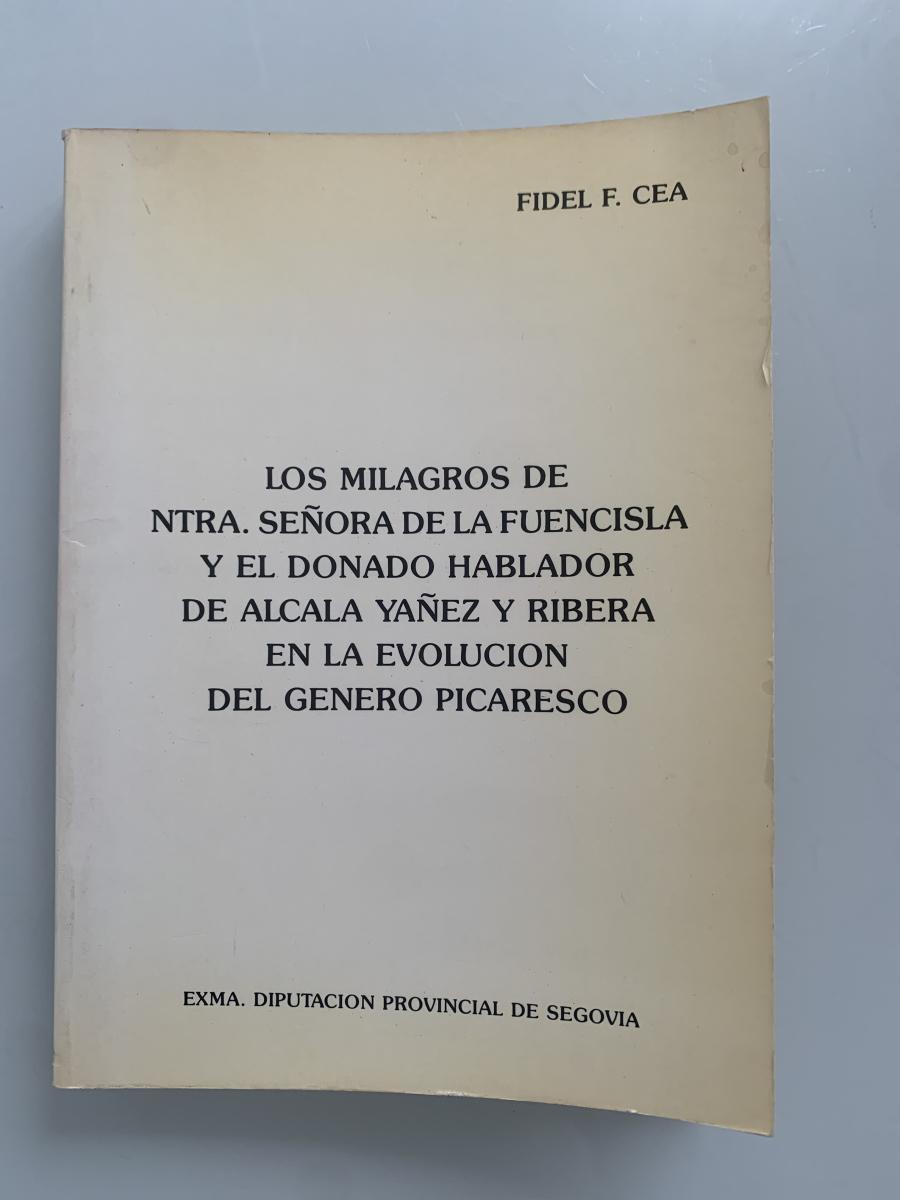 FIDEL F. CEA
LOS MILAGROS DE
NTRA. SEÑORA DE LA FUENCISLA
Y EL DONADO HABLADOR
DE ALCALA YAÑEZ Y RIBERA
EN LA EVOLUCION
DEL GENERO PICARESCO
EXMA. DIPUTACION PROVINCIAL DE SEGOVIA